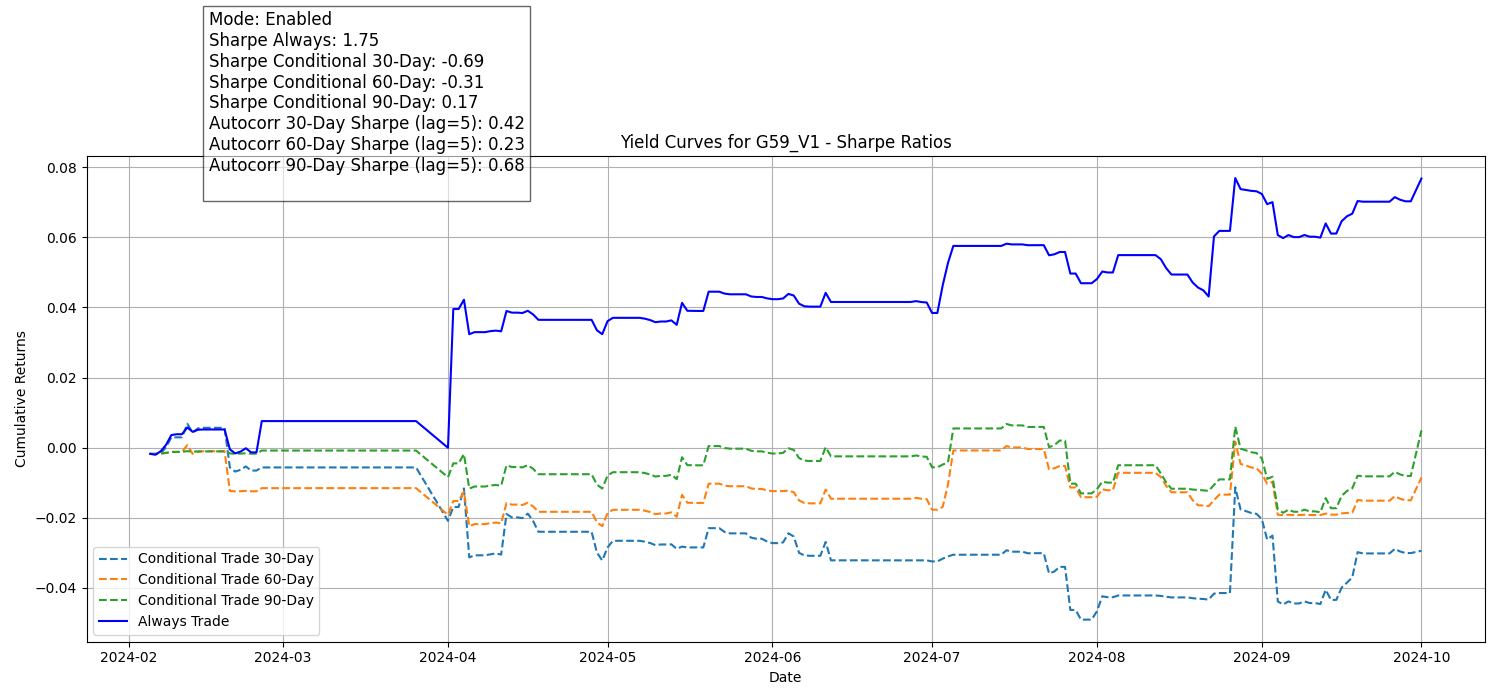 Mode: Enabled
Sharpe Always: 1.75
Sharpe Conditional 30-Day: -0.69
Sharpe Conditional 60-Day: -0.31
Sharpe Conditional 90-Day: 0.17
Autocorr 30-Day Sharpe (lag=5): 0.42
Autocorr 60-Day Sharpe (lag=5): 0.23
Autocorr 90-Day Sharpe (lag=5): 0.68
Yield Curves for G59_V1 - Sharpe Ratios
Cumulative Returns
0.08
0.06
0.04
0.02
0.00
−0.02
−0.04
Conditional Trade 30-Day
Conditional Trade 60-Day
Conditional Trade 90-Day
Always Trade
2024-02
2024-03
2024-04
2024-05
2024-06
2024-07
2024-08
2024-09
2024-10
Date